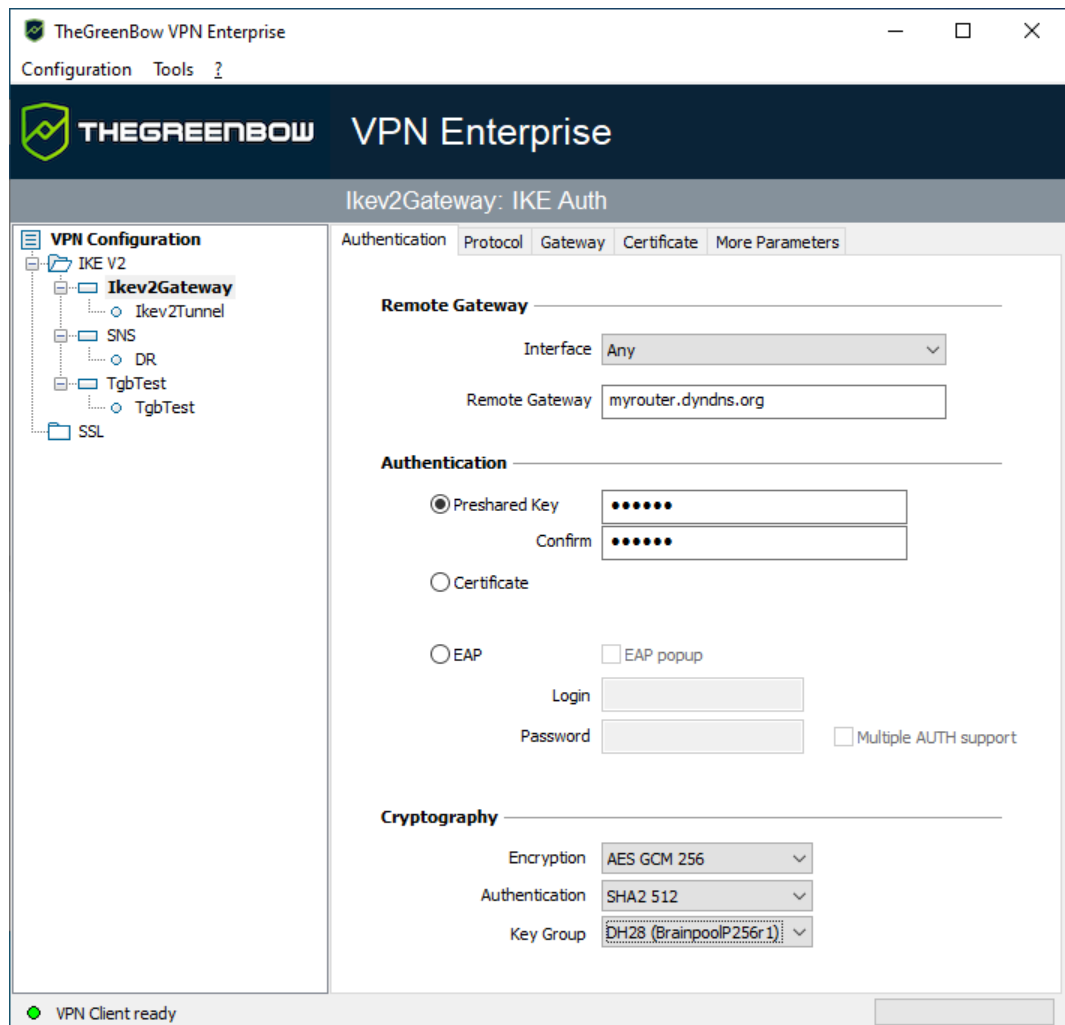 TheGreenBow VPN Enterprise
Configuration Tools ?
THEGREENBOW VPN Enterprise
Ikev2Gateway: IKE Auth
VPN Configuration
IKE V2
Ikev2Gateway
Ikev2Tunnel
SNS
DR
TgbTest
TgbTest
SSL
Authentication Protocol Gateway Certificate More Parameters
Remote Gateway
Interface Any
Remote Gateway myrouter.dyndns.org
Authentication
Preshared Key ••••••
Confirm ••••••
Certificate
EAP EAP popup
Login
Password Multiple AUTH support
Cryptography
Encryption AES GCM 256
Authentication SHA2 512
Key Group DH28 (BrainpoolP256r1)
VPN Client ready